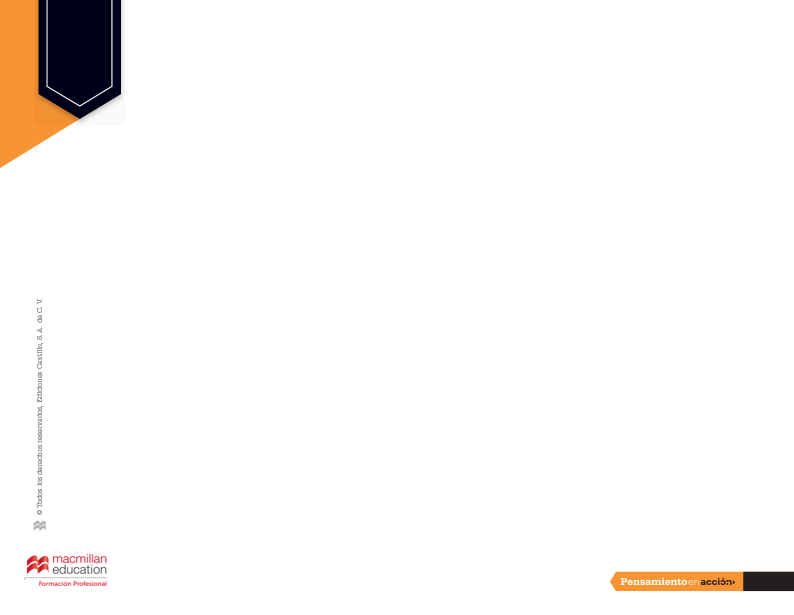 © Todos los derechos reservados, Ediciones Castillo, S. A. de C. V.
macmillan
education
Formación Profesional
Pensamiento en acción›